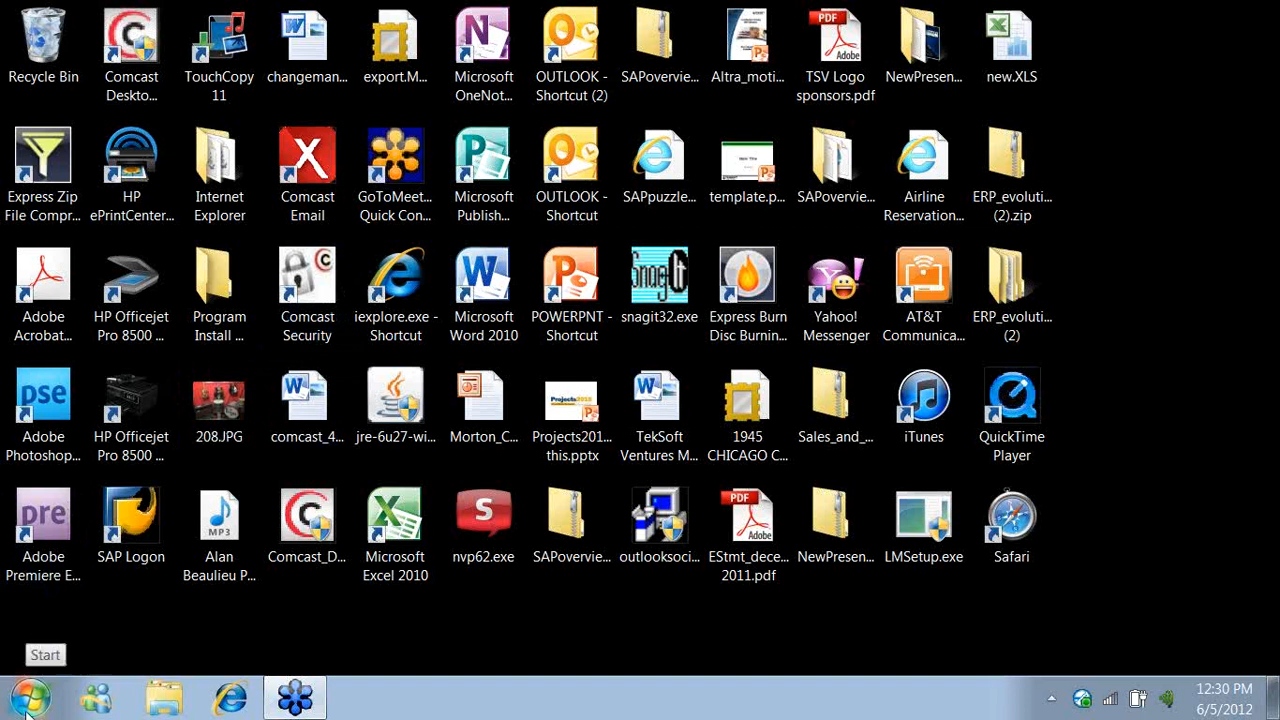 Recycle Bin
Comcast
Deskto...
TouchCopy
11
changeman...
export.M...
Microsoft
OneNot...
OUTLOOK -
Shortcut (2)
SAPovervie...
Altra_moti...
PDF
Adobe
TSV Logo
sponsors.pdf
NewPresen...
new.XLS
Express Zip
File Compr...
HP
ePrintCenter...
Internet
Explorer
Comcast
Email
GoToMeet...
Quick Con...
Microsoft
Publish...
OUTLOOK -
Shortcut
SAPpuzzle...
template.p...
SAPovervie...
Airline
Reservation...
ERP_evoluti...
(2).zip
Adobe
Acrobat...
HP Officejet
Pro 8500 ...
Program
Install ...
Comcast
Security
iexplore.exe -
Shortcut
Microsoft
Word 2010
POWERPNT -
Shortcut
SnagIt
snagit32.exe
Express Burn
Disc Burnin...
Yahoo!
Messenger
AT&T
Communica...
ERP_evoluti...
(2)
pse
Adobe
Photoshop...
HP Officejet
Pro 8500 ...
208.JPG
comcast_4...
jre-6u27-wi...
Morton_C...
Projects201...
this.pptx
TekSoft
Ventures M...
1945
CHICAGO C...
Sales_and_...
iTunes
QuickTime
Player
pre
Adobe
Premiere E...
SAP Logon
MP3
Alan
Beaulieu P...
Comcast_D...
Microsoft
Excel 2010
S
nvp62.exe
SAPovervie...
outlooksoci...
PDF
Adobe
EStmt_dece...
2011.pdf
NewPresen...
LMSetup.exe
Safari
Start
12:30 PM
6/5/2012